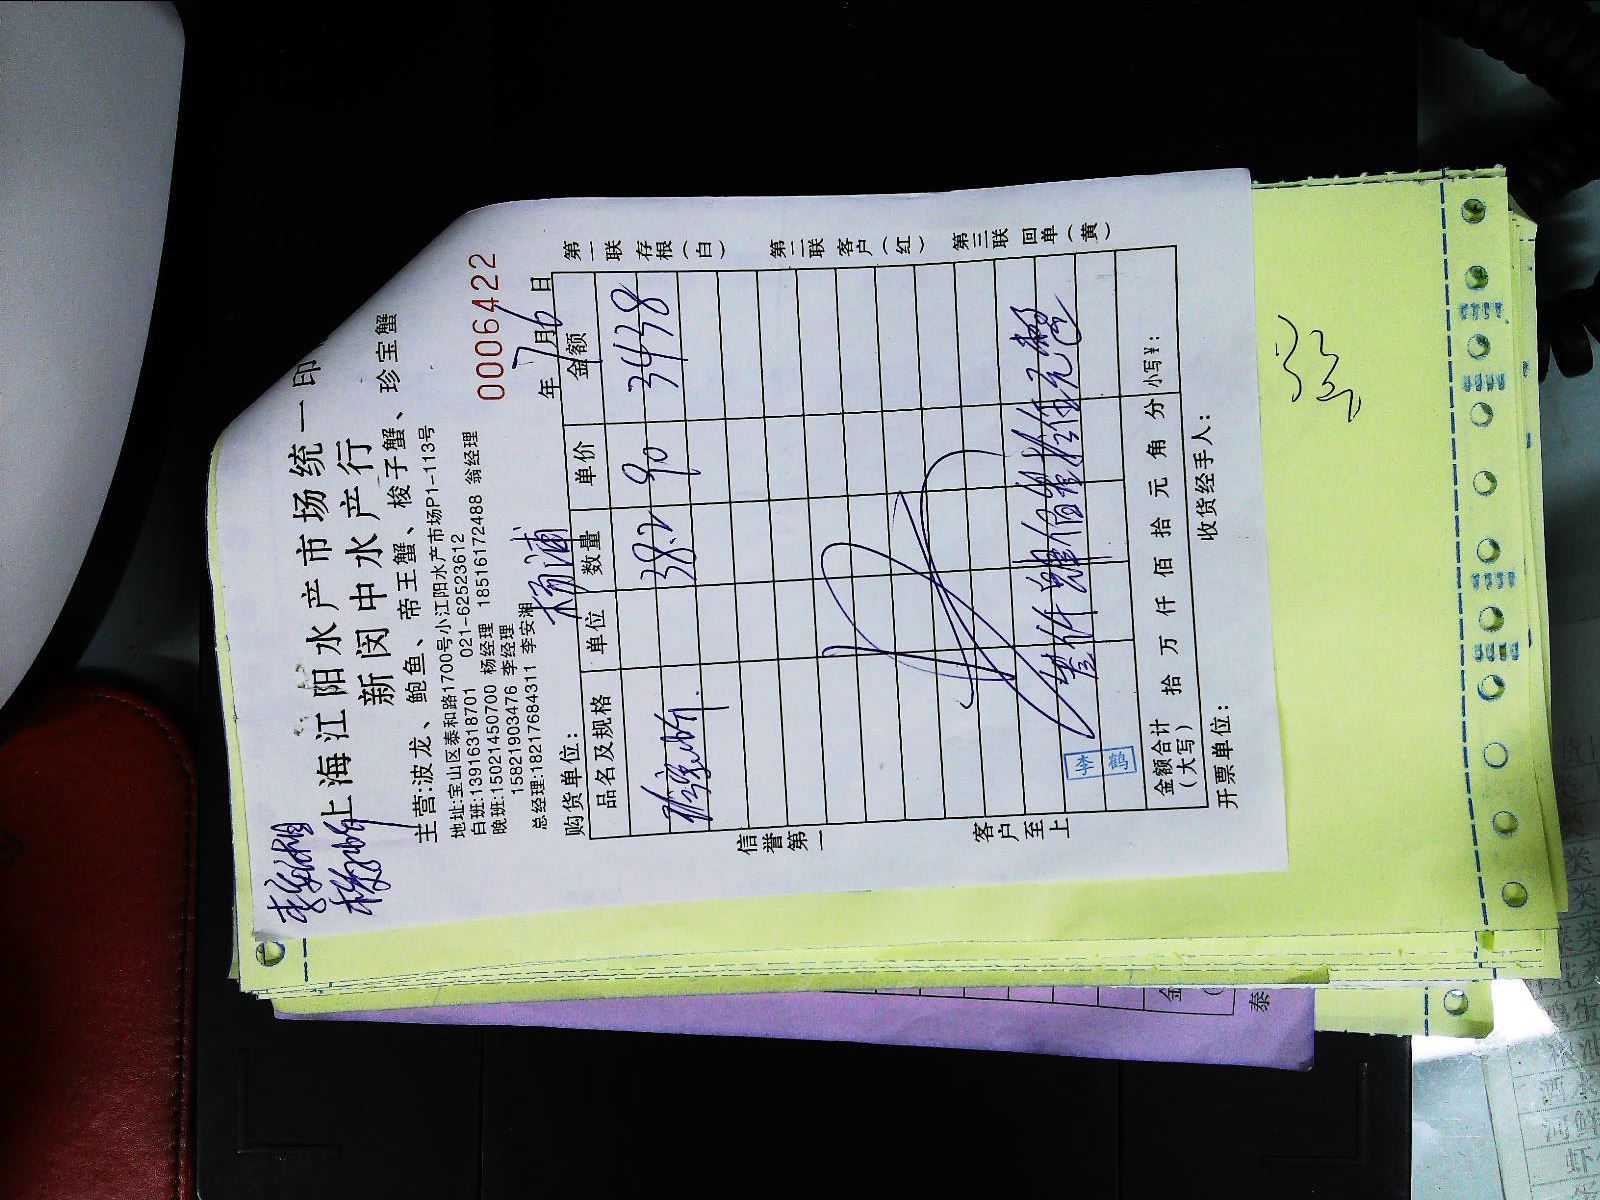 上海江阳水产市场统一印
新闵中水产行
主营:波龙、鲍鱼、帝王蟹、梭子蟹、珍宝蟹
地址:宝山区泰和路1700号小江阳水产市场P1-113号
白班:13916318701 021-62523612
晚班:15021450700 杨经理 18516172488 翁经理
15821903476 李经理
总经理:18217684311 李安湘
0006422
杨浦
购货单位: 年7月6日
品名及规格 单位 数量 单价 金额
38.2 90 3438
李鹤
金额合计(大写) 拾 万 仟 佰 拾 元 角 分 小写¥:
开票单位: 收货经手人:
信誉第一
客户至上
第一联 存根(白)
第二联 客户(红)
第三联 回单(黄)